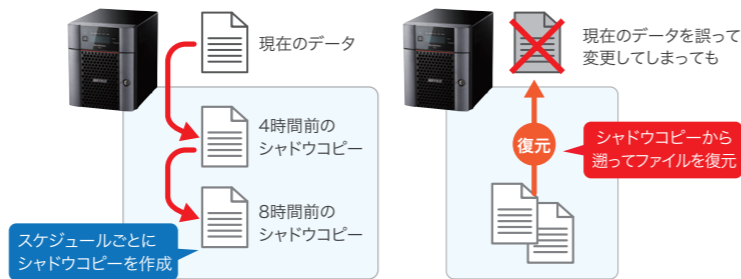 現在のデータ
4時間前の
シャドウコピー
8時間前の
シャドウコピー
スケジュールごとに
シャドウコピーを作成
現在のデータを誤って
変更してしまっても
復元
シャドウコピーから
遡ってファイルを復元